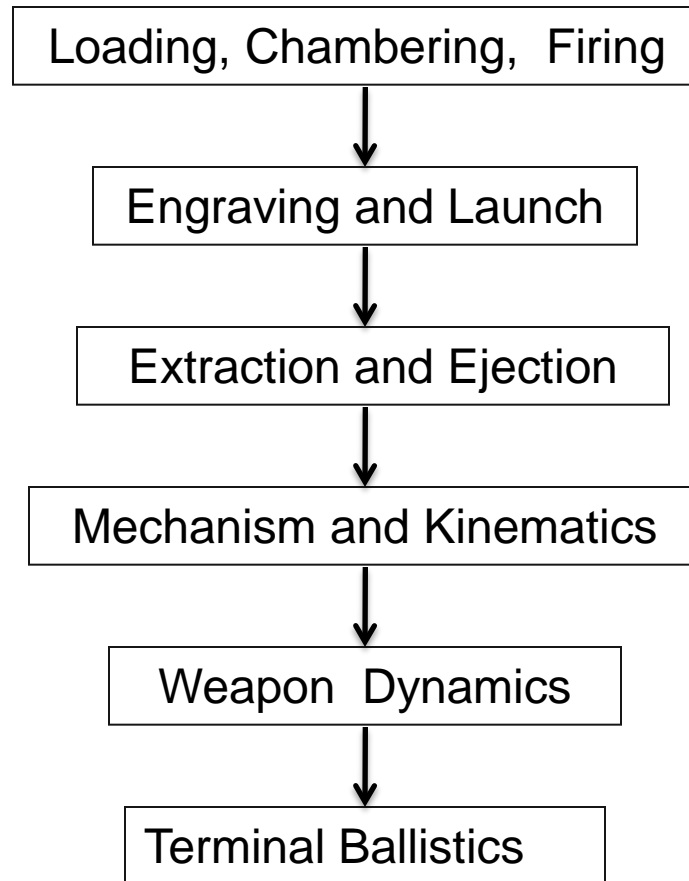 Loading, Chambering, Firing
Engraving and Launch
Extraction and Ejection
Mechanism and Kinematics
Weapon Dynamics
Terminal Ballistics